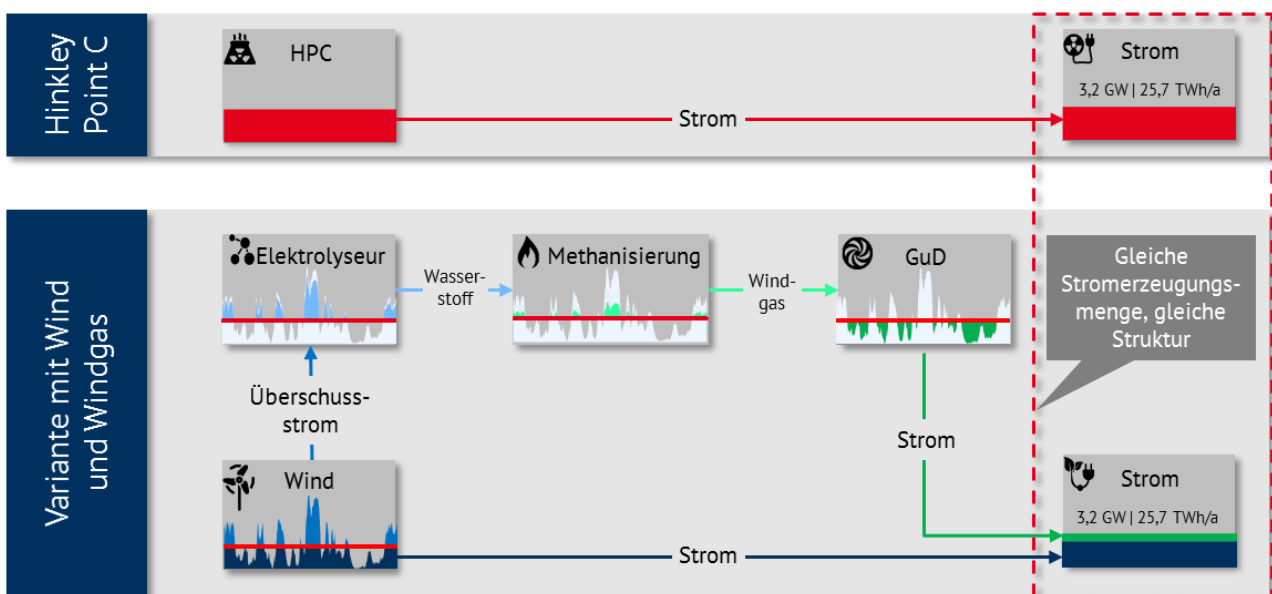 Hinkley
Point C
HPC
Strom
Strom
3,2 GW | 25,7 TWh/a
Variante mit Wind
und Windgas
Elektrolyseur
Wasser-
stoff
Methanisierung
Wind-
gas
GuD
Gleiche
Stromerzeugungs-
menge, gleiche
Struktur
Überschuss-
strom
Strom
Wind
Strom
Strom
3,2 GW | 25,7 TWh/a